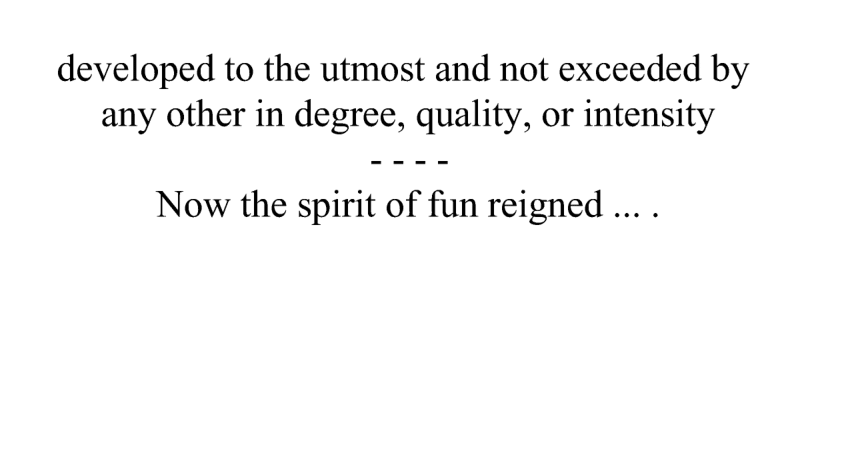 developed to the utmost and not exceeded by
any other in degree, quality, or intensity
- - - -
Now the spirit of fun reigned ... .